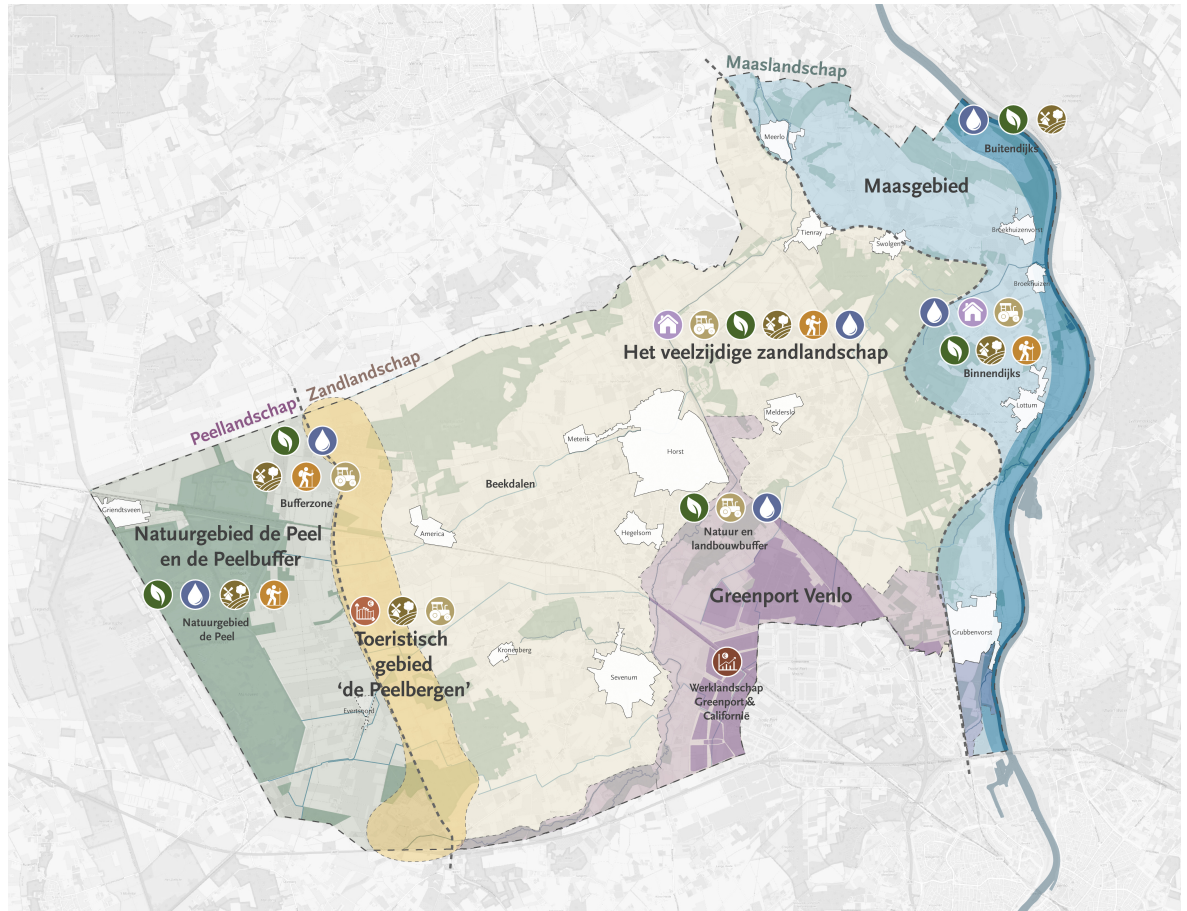 Maaslandschap
Meerlo
Buitendijks
Maasgebied
Broekhuizenvorst
Tienray
Swolgen
Broekhuizen
Het veelzijdige zandlandschap
Binnendijks
Zandlandschap
Peellandschap
Lottum
Melderslo
Meterik
Horst
Beekdalen
Bufferzone
Griendtsveen
Natuurgebied de Peel
en de Peelbuffer
America
Hegelsom
Natuur en
landbouwbuffer
Greenport Venlo
Natuurgebied
de Peel
Toeristisch
gebied
‘de Peelbergen’
Grubbenvorst
Kronenberg
Sevenum
Werklandschap
Greenport &
Californië
Evertsoord